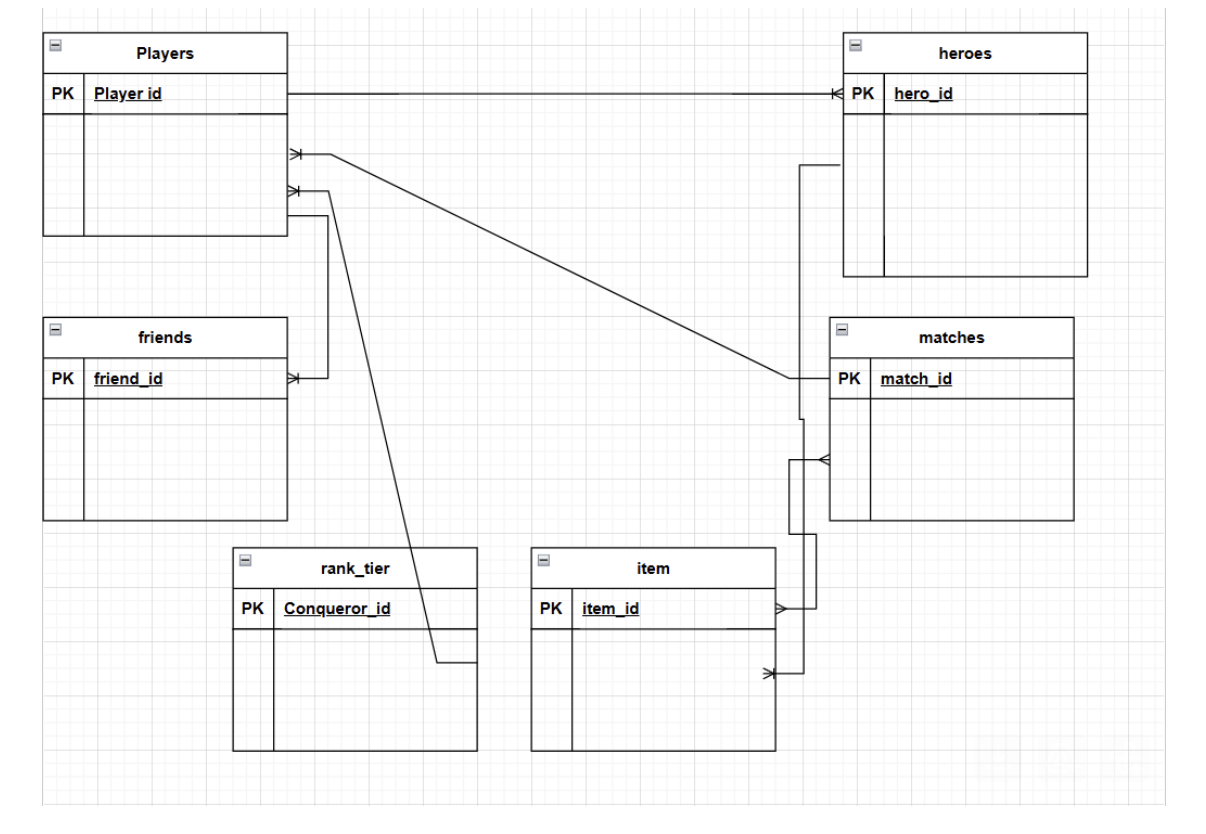 Players
PK Player id
heroes
PK hero_id
friends
PK friend_id
matches
PK match_id
rank_tier
PK Conqueror_id
item
PK item_id